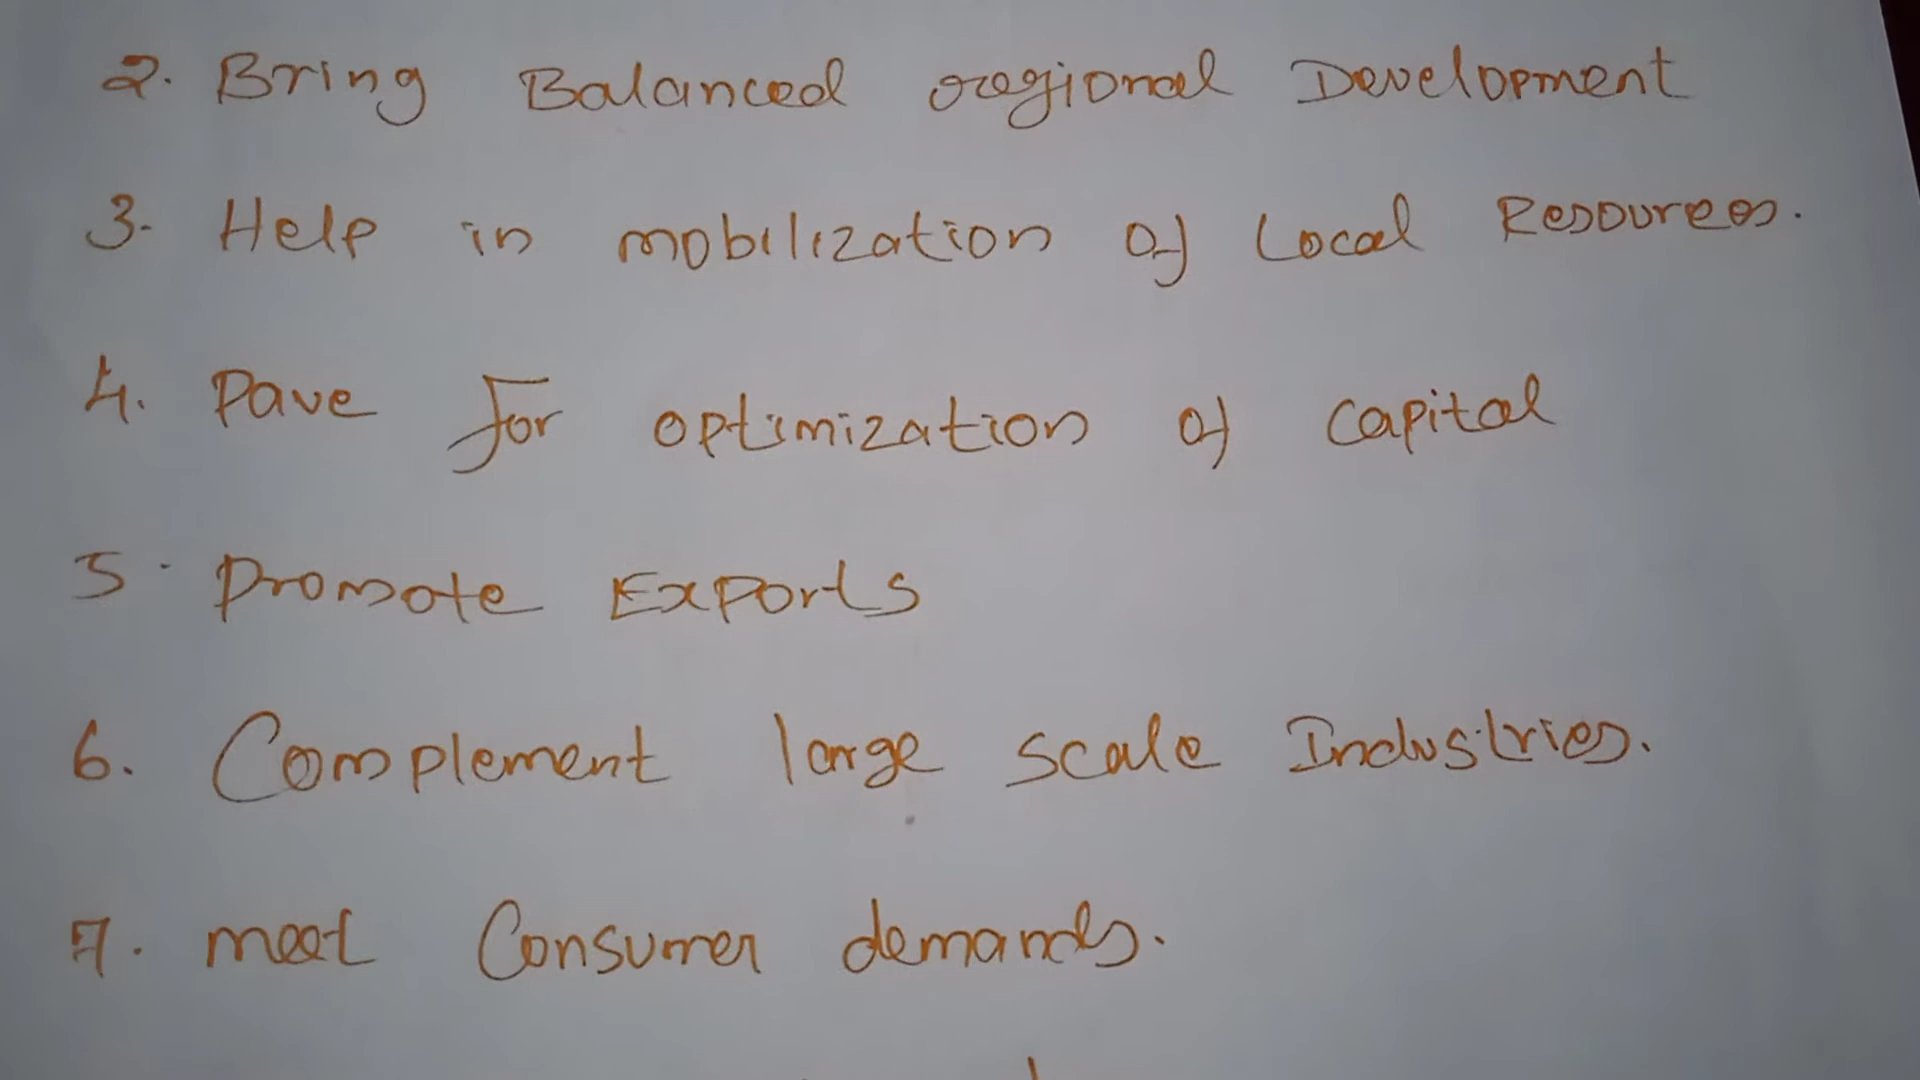 2. Bring Balanced regional Development
3. Help in mobilization of Local Resources.
4. Pave for optimization of capital
5. Promote Exports
6. Complement large scale Industries.
7. meet Consumer demands.